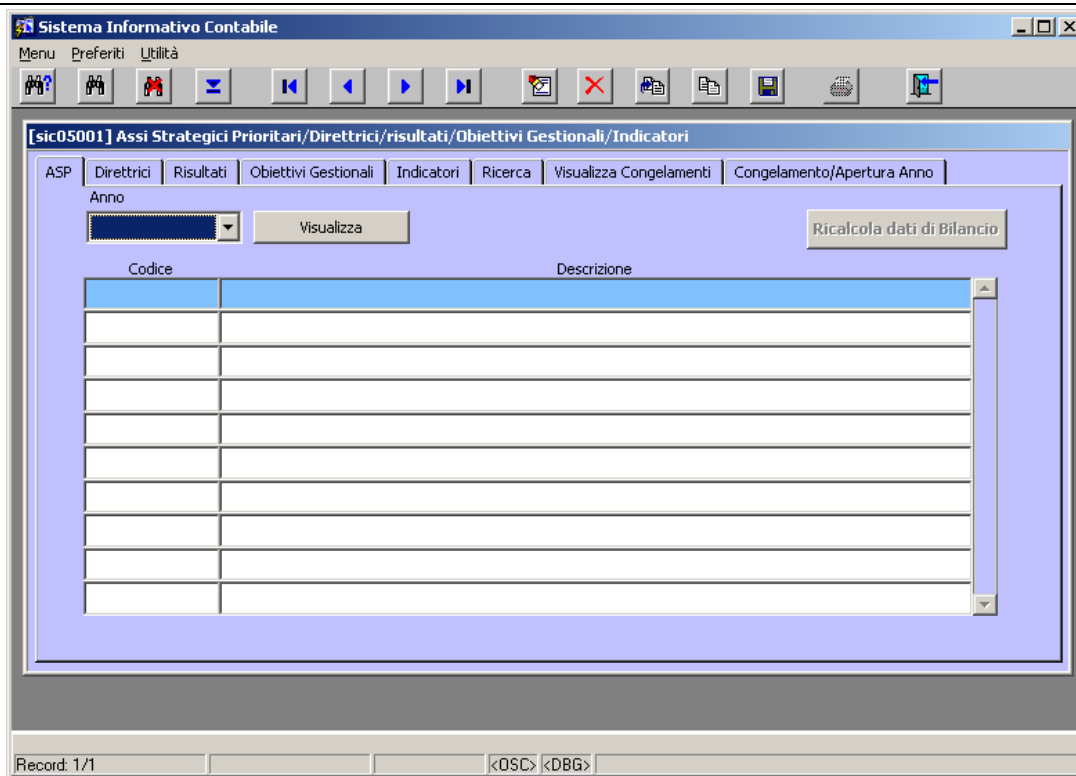 Sistema Informativo Contabile
Menu Preferiti Utilità
[sic05001] Assi Strategici Prioritari/Direttrici/risultati/Obiettivi Gestionali/Indicatori
ASP Direttrici Risultati Obiettivi Gestionali Indicatori Ricerca Visualizza Congelamenti Congelamento/Apertura Anno
Anno
Visualizza Ricalcola dati di Bilancio
Codice Descrizione
Record: 1/1 <OSC> <DBG>